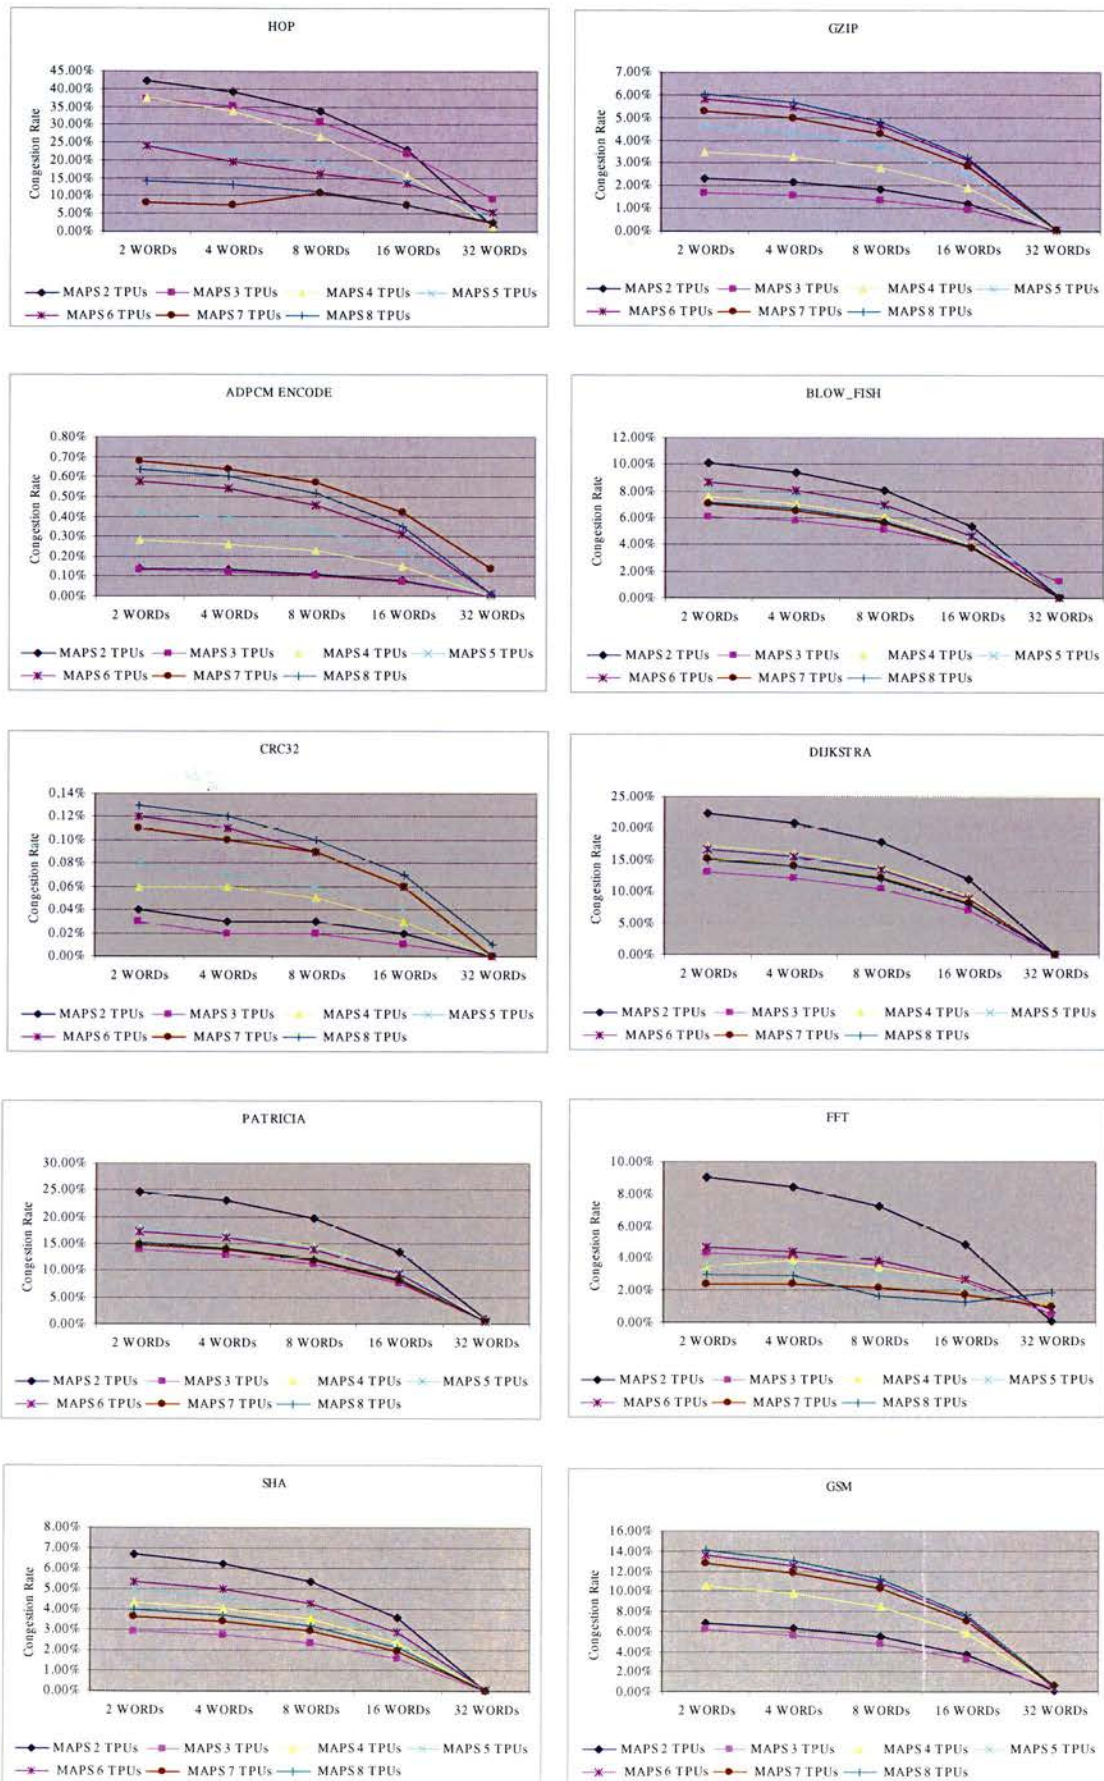 HOP
45.00%
40.00%
35.00%
30.00%
25.00%
20.00%
15.00%
10.00%
5.00%
0.00%
Congestion Rate
2 WORDs 4 WORDs 8 WORDs 16 WORDs 32 WORDs
MAPS 2 TPUs MAPS 3 TPUs MAPS 4 TPUs MAPS 5 TPUs
MAPS 6 TPUs MAPS 7 TPUs MAPS 8 TPUs
GZIP
7.00%
6.00%
5.00%
4.00%
3.00%
2.00%
1.00%
0.00%
Congestion Rate
2 WORDs 4 WORDs 8 WORDs 16 WORDs 32 WORDs
MAPS 2 TPUs MAPS 3 TPUs MAPS 4 TPUs MAPS 5 TPUs
MAPS 6 TPUs MAPS 7 TPUs MAPS 8 TPUs
ADPCM ENCODE
0.80%
0.70%
0.60%
0.50%
0.40%
0.30%
0.20%
0.10%
0.00%
Congestion Rate
2 WORDs 4 WORDs 8 WORDs 16 WORDs 32 WORDs
MAPS 2 TPUs MAPS 3 TPUs MAPS 4 TPUs MAPS 5 TPUs
MAPS 6 TPUs MAPS 7 TPUs MAPS 8 TPUs
BLOW_FISH
12.00%
10.00%
8.00%
6.00%
4.00%
2.00%
0.00%
Congestion Rate
2 WORDs 4 WORDs 8 WORDs 16 WORDs 32 WORDs
MAPS 2 TPUs MAPS 3 TPUs MAPS 4 TPUs MAPS 5 TPUs
MAPS 6 TPUs MAPS 7 TPUs MAPS 8 TPUs
CRC32
0.14%
0.12%
0.10%
0.08%
0.06%
0.04%
0.02%
0.00%
Congestion Rate
2 WORDs 4 WORDs 8 WORDs 16 WORDs 32 WORDs
MAPS 2 TPUs MAPS 3 TPUs MAPS 4 TPUs MAPS 5 TPUs
MAPS 6 TPUs MAPS 7 TPUs MAPS 8 TPUs
DIJKSTRA
25.00%
20.00%
15.00%
10.00%
5.00%
0.00%
Congestion Rate
2 WORDs 4 WORDs 8 WORDs 16 WORDs 32 WORDs
MAPS 2 TPUs MAPS 3 TPUs MAPS 4 TPUs MAPS 5 TPUs
MAPS 6 TPUs MAPS 7 TPUs MAPS 8 TPUs
PATRICIA
30.00%
25.00%
20.00%
15.00%
10.00%
5.00%
0.00%
Congestion Rate
2 WORDs 4 WORDs 8 WORDs 16 WORDs 32 WORDs
MAPS 2 TPUs MAPS 3 TPUs MAPS 4 TPUs MAPS 5 TPUs
MAPS 6 TPUs MAPS 7 TPUs MAPS 8 TPUs
FFT
10.00%
8.00%
6.00%
4.00%
2.00%
0.00%
Congestion Rate
2 WORDs 4 WORDs 8 WORDs 16 WORDs 32 WORDs
MAPS 2 TPUs MAPS 3 TPUs MAPS 4 TPUs MAPS 5 TPUs
MAPS 6 TPUs MAPS 7 TPUs MAPS 8 TPUs
SHA
8.00%
7.00%
6.00%
5.00%
4.00%
3.00%
2.00%
1.00%
0.00%
Congestion Rate
2 WORDs 4 WORDs 8 WORDs 16 WORDs 32 WORDs
MAPS 2 TPUs MAPS 3 TPUs MAPS 4 TPUs MAPS 5 TPUs
MAPS 6 TPUs MAPS 7 TPUs MAPS 8 TPUs
GSM
16.00%
14.00%
12.00%
10.00%
8.00%
6.00%
4.00%
2.00%
0.00%
Congestion Rate
2 WORDs 4 WORDs 8 WORDs 16 WORDs 32 WORDs
MAPS 2 TPUs MAPS 3 TPUs MAPS 4 TPUs MAPS 5 TPUs
MAPS 6 TPUs MAPS 7 TPUs MAPS 8 TPUs